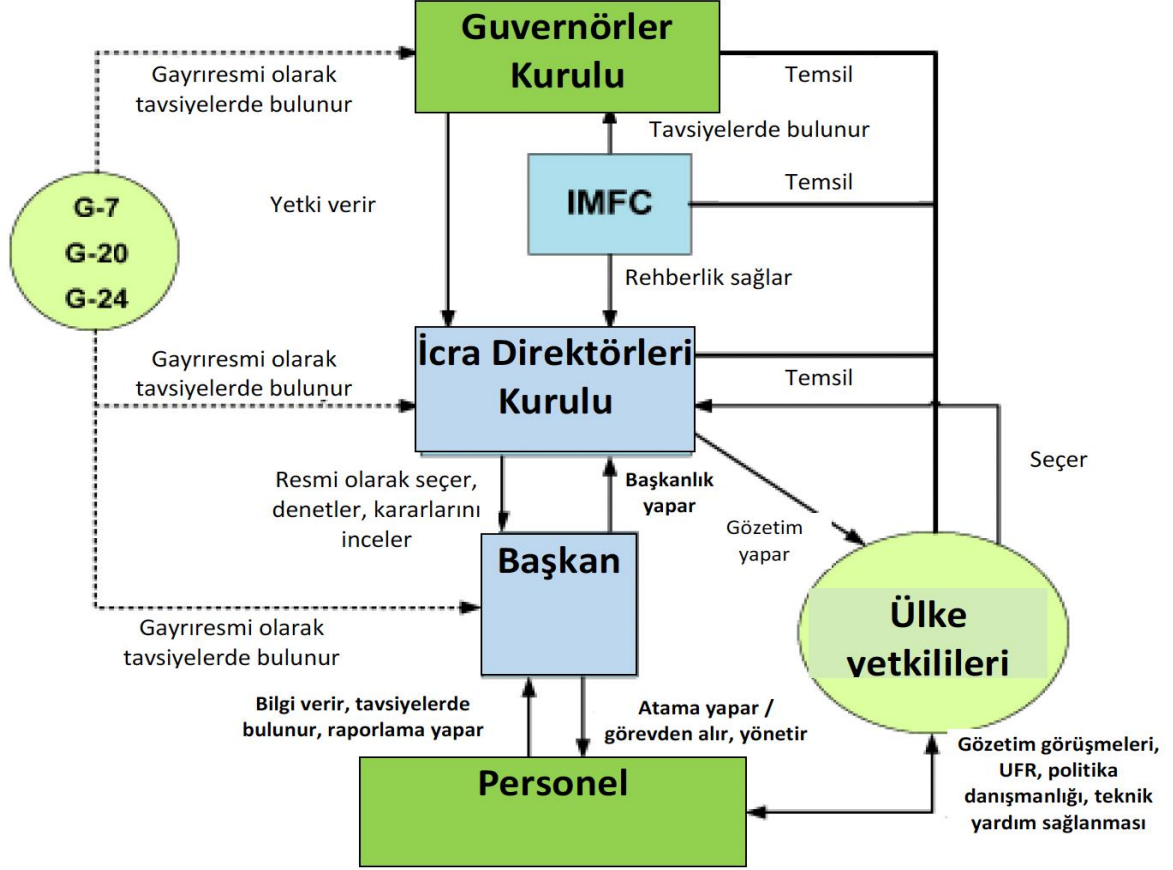 Guvernörler
Kurulu
Gayrıresmi olarak
tavsiyelerde bulunur
Temsil
Tavsiyelerde bulunur
IMFC
Temsil
Yetki verir
G-7
G-20
G-24
Rehberlik sağlar
İcra Direktörleri
Kurulu
Gayrıresmi olarak
tavsiyelerde bulunur
Temsil
Seçer
Resmi olarak seçer,
denetler, kararlarını
inceler
Başkanlık
yapar
Gözetim
yapar
Başkan
Ülke
yetkilileri
Gayrıresmi olarak
tavsiyelerde bulunur
Bilgi verir, tavsiyelerde
bulunur, raporlama yapar
Atama yapar /
görevden alır, yönetir
Personel
Gözetim görüşmeleri,
UFR, politika
danışmanlığı, teknik
yardım sağlanması